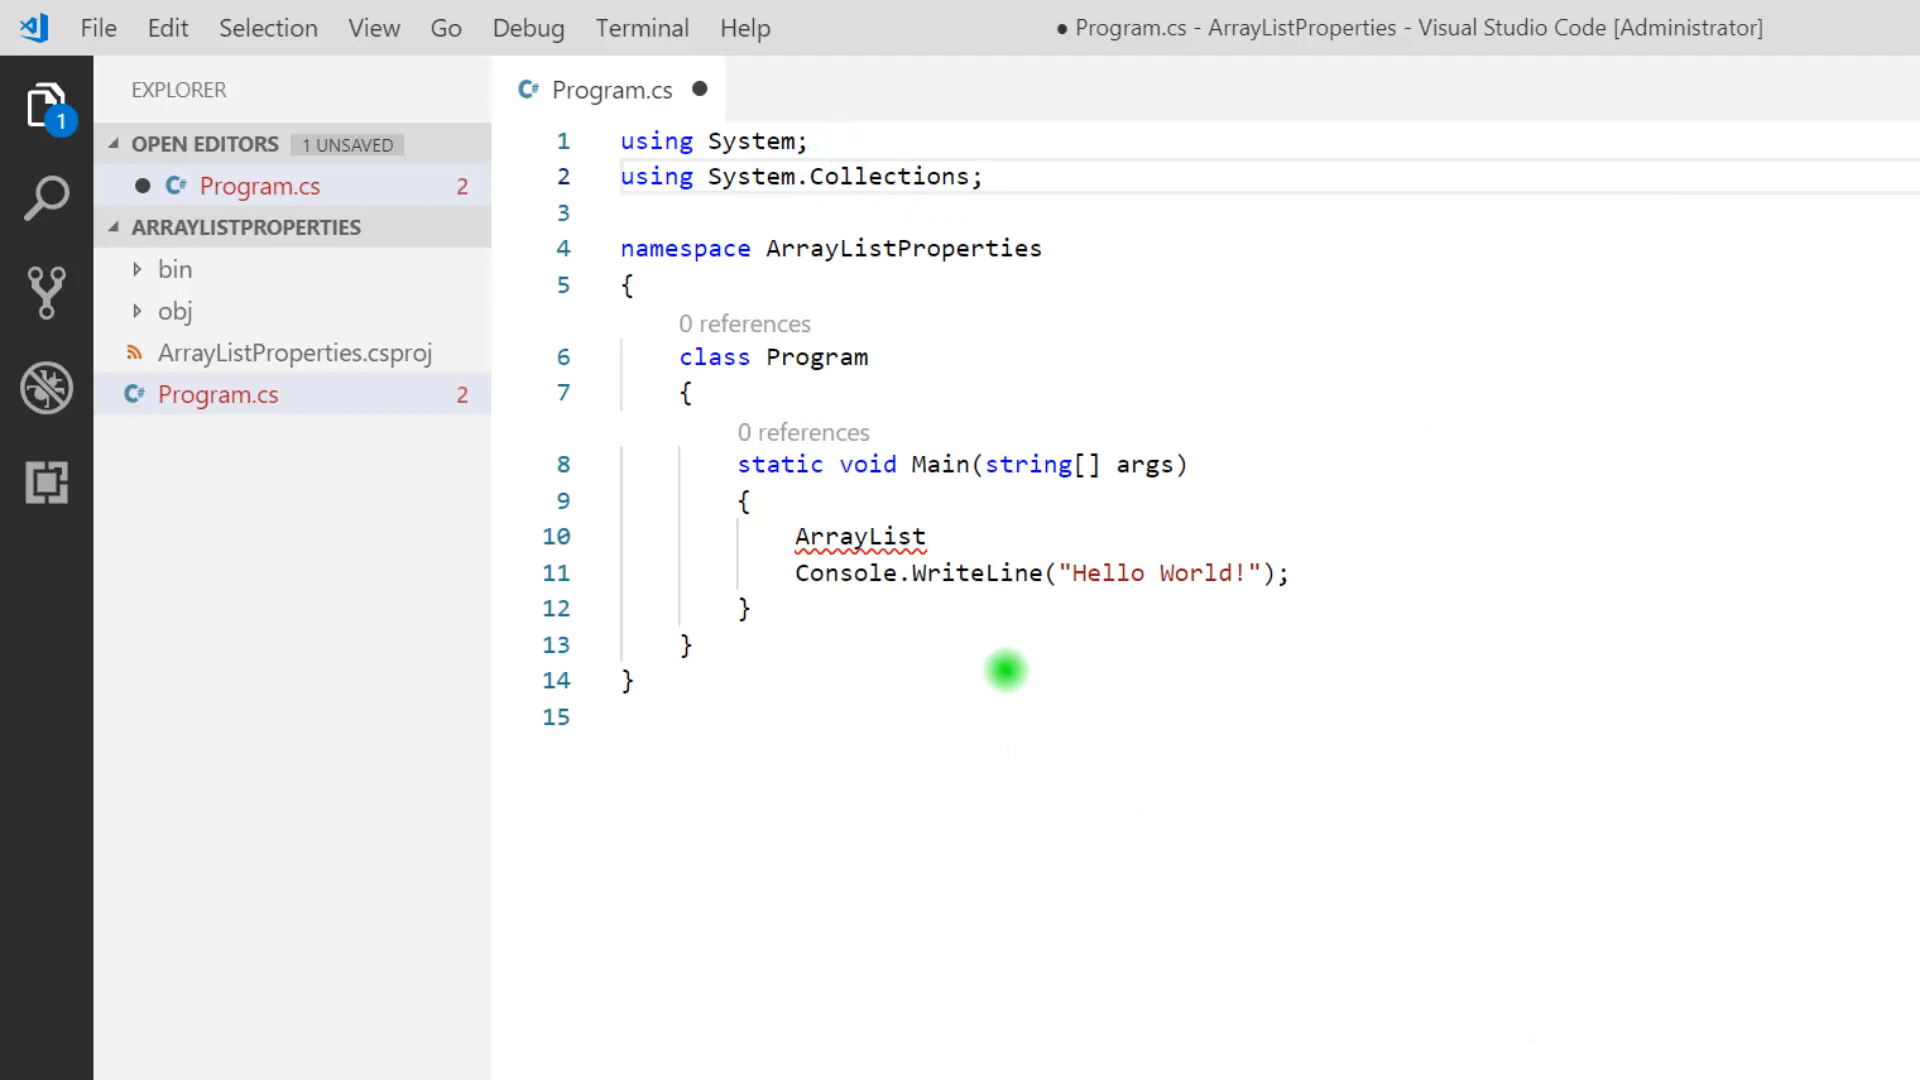 File Edit Selection View Go Debug Terminal Help ● Program.cs - ArrayListProperties - Visual Studio Code [Administrator]
1
EXPLORER
OPEN EDITORS 1 UNSAVED
Program.cs 2
ARRAYLISTPROPERTIES
bin
obj
ArrayListProperties.csproj
Program.cs 2
Program.cs ●
1 using System;
2 using System.Collections;
3
4 namespace ArrayListProperties
5 {
0 references
6 class Program
7 {
0 references
8 static void Main(string[] args)
9 {
10 ArrayList
11 Console.WriteLine("Hello World!");
12 }
13 }
14 }
15